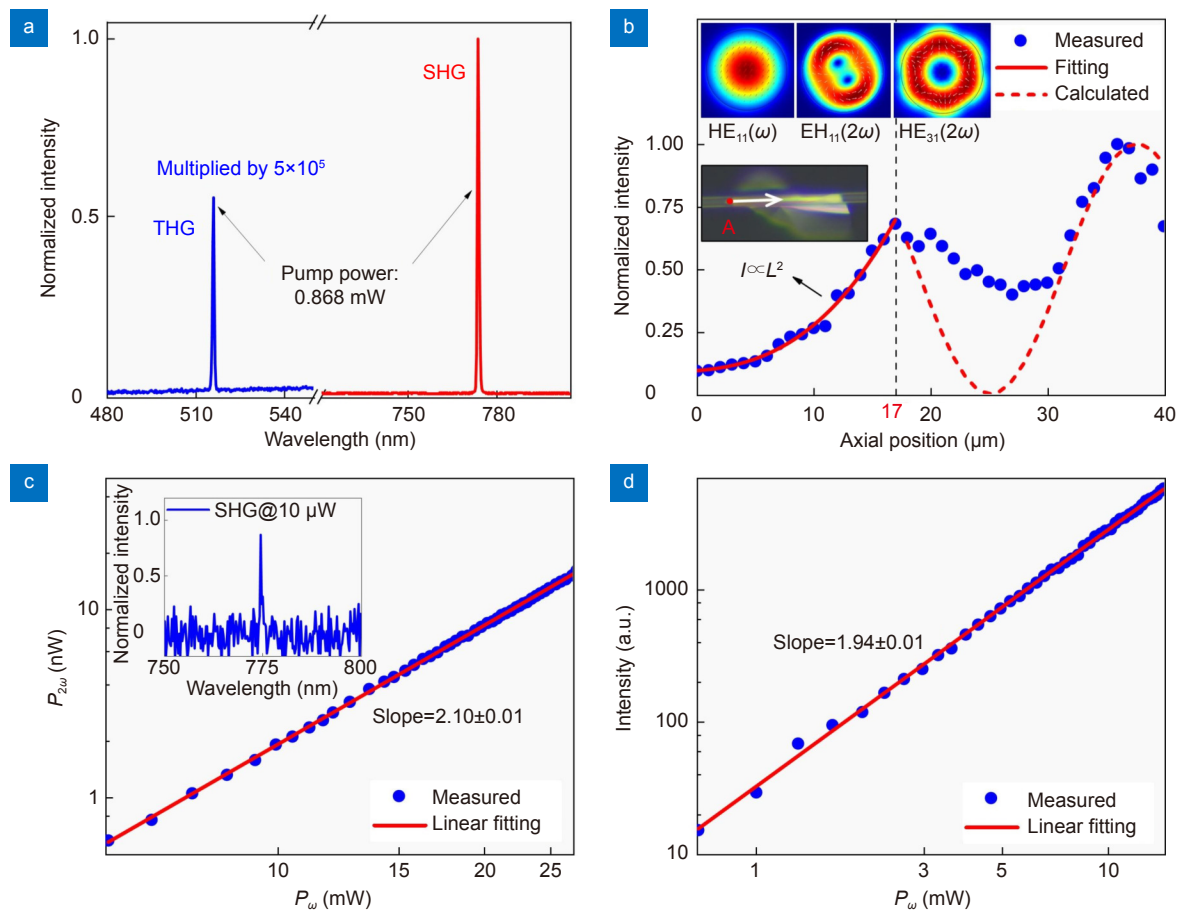 a
Normalized intensity
1.0
0.5
0
SHG
Multiplied by 5×10⁵
THG
Pump power:
0.868 mW
480 516 540 750 780
Wavelength (nm)
b
Normalized intensity
1.00
0.75
0.50
0.25
0
HE₁₁(ω) EH₁₁(2ω) HE₃₁(2ω)
Measured
Fitting
Calculated
A
I∝L²
0 10 17 20 30 40
Axial position (µm)
c
P₂ω (nW)
10
1
Normalized intensity
1.0
0.5
0
SHG@10 µW
750 775 800
Wavelength (nm)
Slope=2.10±0.01
Measured
Linear fitting
10 15 20 25
Pω (mW)
d
Intensity (a.u.)
1000
100
10
Slope=1.94±0.01
Measured
Linear fitting
1 3 5 10
Pω (mW)